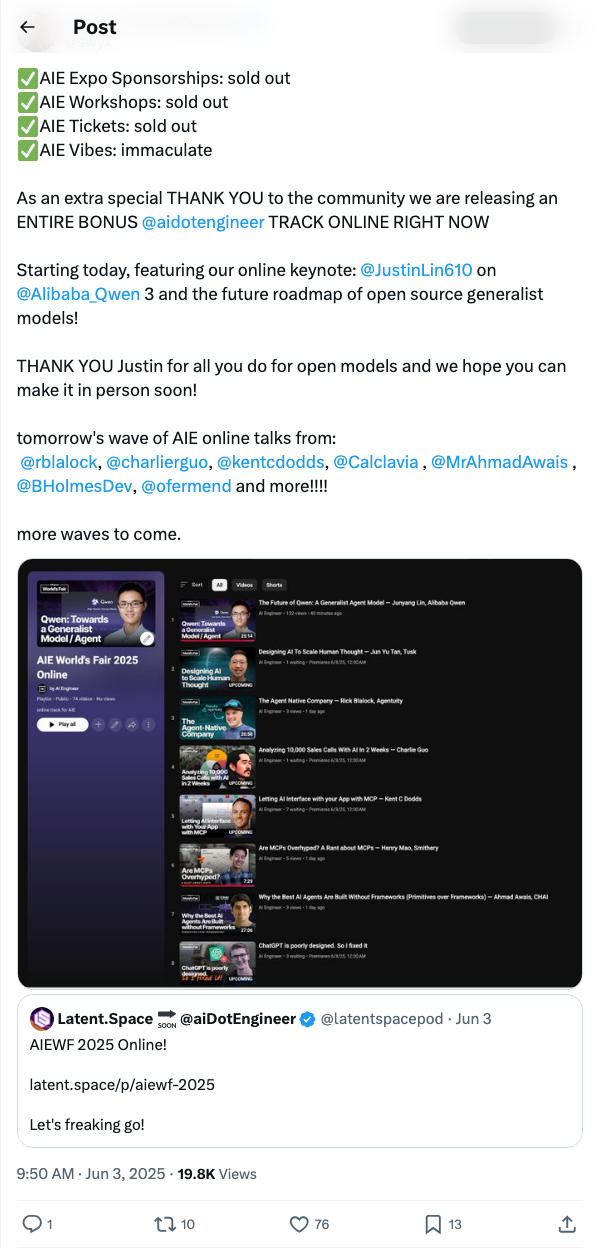 Post
✅AIE Expo Sponsorships: sold out
✅AIE Workshops: sold out
✅AIE Tickets: sold out
✅AIE Vibes: immaculate
As an extra special THANK YOU to the community we are releasing an
ENTIRE BONUS @aidotengineer TRACK ONLINE RIGHT NOW
Starting today, featuring our online keynote: @JustinLin610 on
@Alibaba_Qwen 3 and the future roadmap of open source generalist
models!
THANK YOU Justin for all you do for open models and we hope you can
make it in person soon!
tomorrow's wave of AIE online talks from:
@rblalock, @charlierguo, @kentcdodds, @Calclavia , @MrAhmadAwais ,
@BHolmesDev, @ofermend and more!!!!
more waves to come.
World's Fair
Qwen
Qwen: Towards
a Generalist
Model / Agent
AIE World's Fair 2025
Online
by AI Engineer
Playlist · Public · 74 videos · No views
online track for AIE
Play all
Sort
All
Videos
Shorts
1
Qwen: Towards
a Generalist
Model / Agent
25:14
The Future of Qwen: A Generalist Agent Model — Junyang Lin, Alibaba Qwen
AI Engineer • 132 views • 40 minutes ago
2
Designing AI
to Scale Human
Thought
UPCOMING
Designing AI To Scale Human Thought — Jun Yu Tan, Tusk
AI Engineer • 1 waiting • Premieres 6/3/25, 12:00AM
3
The
Agent-Native
Company
20:50
The Agent Native Company — Rick Blalock, Agentuity
AI Engineer • 3 views • 1 day ago
4
Analyzing 10,000
Sales Calls With AI
in 2 Weeks
UPCOMING
Analyzing 10,000 Sales Calls With AI In 2 Weeks — Charlie Guo
AI Engineer • 1 waiting • Premieres 6/3/25, 12:00AM
5
Letting AI Interface
with Your App
with MCP
UPCOMING
Letting AI Interface with your App with MCP — Kent C Dodds
AI Engineer • 7 waiting • Premieres 6/3/25, 12:00AM
6
Are MCPs
Overhyped?
7:29
Are MCPs Overhyped? A Rant about MCPs — Henry Mao, Smithery
AI Engineer • 5 views • 1 day ago
7
Why the Best AI
Agents Are Built
without Frameworks
27:06
Why the Best AI Agents Are Built Without Frameworks (Primitives over Frameworks) — Ahmad Awais, CHAI
AI Engineer • 3 views • 1 day ago
8
ChatGPT is poorly
designed.
So I fixed it!
UPCOMING
ChatGPT is poorly designed. So I fixed it
AI Engineer • 3 waiting • Premieres 6/3/25, 12:00AM
Latent.Space SOON @aiDotEngineer @latentspacepod · Jun 3
AIEWF 2025 Online!
latent.space/p/aiewf-2025
Let's freaking go!
9:50 AM · Jun 3, 2025 · 19.8K Views
1
10
76
13